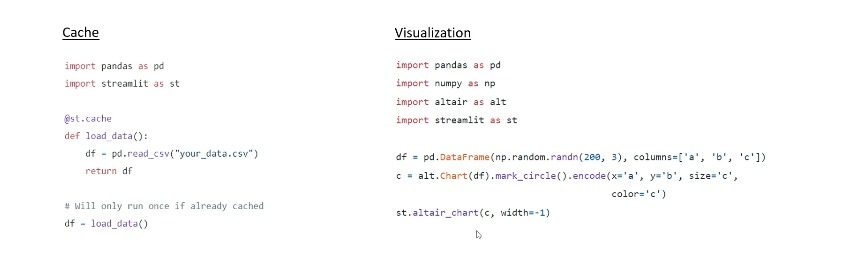 Cache
import pandas as pd
import streamlit as st
@st.cache
def load_data():
    df = pd.read_csv("your_data.csv")
    return df
# Will only run once if already cached
df = load_data()
Visualization
import pandas as pd
import numpy as np
import altair as alt
import streamlit as st
df = pd.DataFrame(np.random.randn(200, 3), columns=['a', 'b', 'c'])
c = alt.Chart(df).mark_circle().encode(x='a', y='b', size='c',
                                       color='c')
st.altair_chart(c, width=-1)